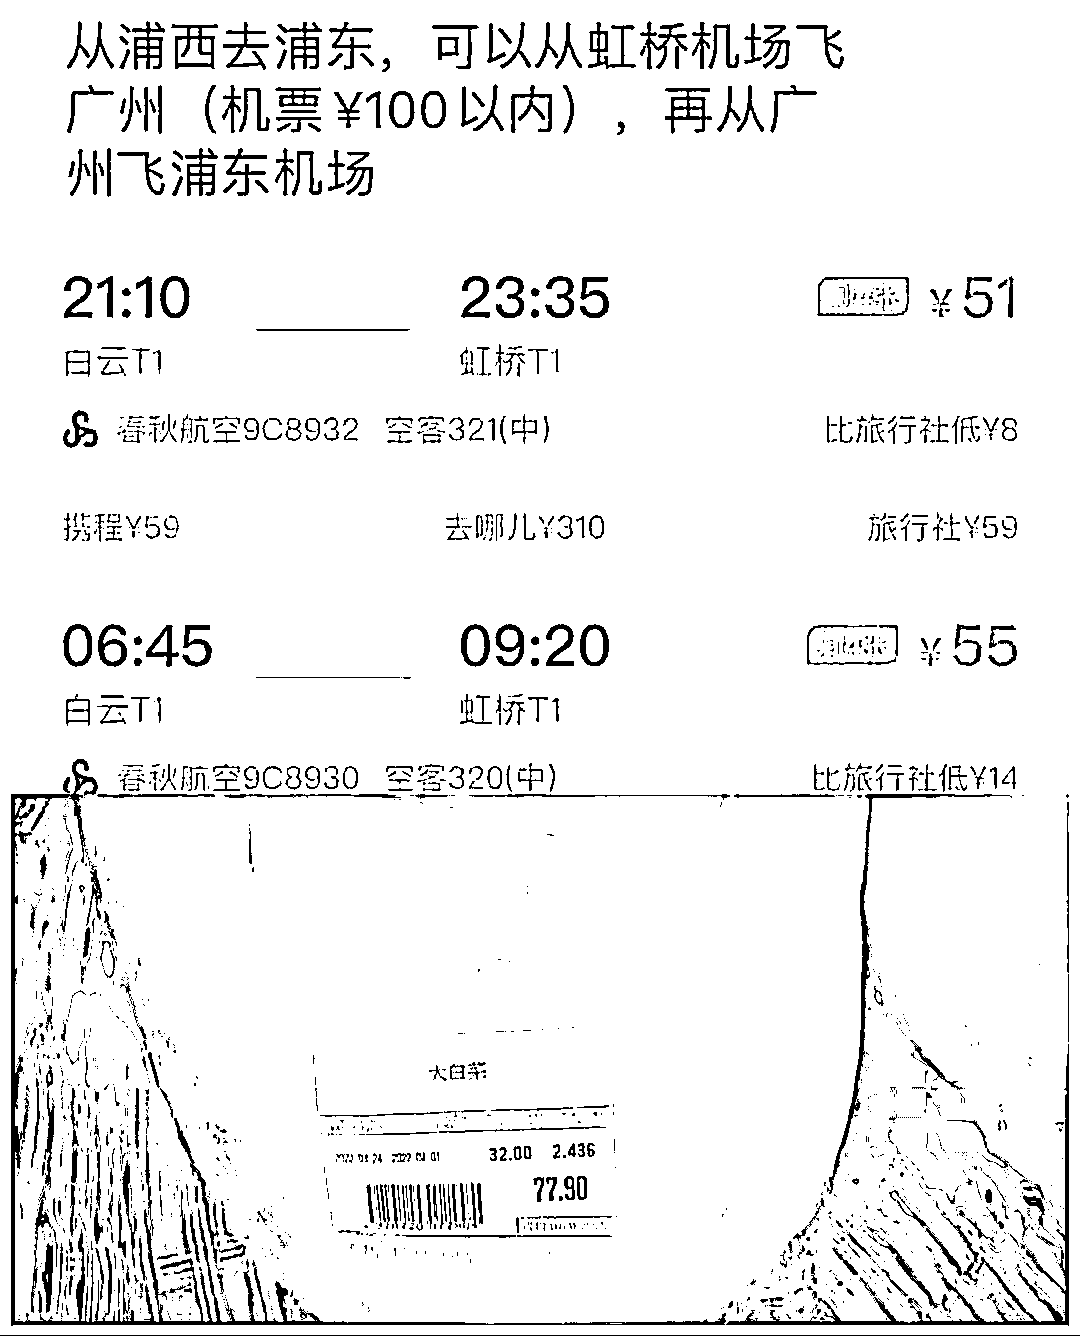 从浦西去浦东，可以从虹桥机场飞
广州（机票¥100以内），再从广
州飞浦东机场
21:10 23:35 ¥51
白云T1 虹桥T1
春秋航空9C8932 空客321(中) 比旅行社低¥8
携程¥59 去哪儿¥310 旅行社¥59
06:45 09:20 ¥55
白云T1 虹桥T1
春秋航空9C8930 空客320(中) 比旅行社低¥14
大白菜
32.00 2.436
77.90